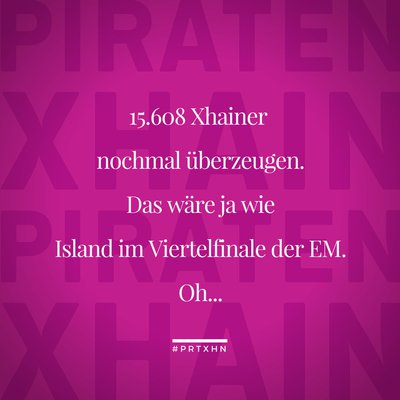 PIRATEN
XHAIN
PIRATEN
XHAIN
15.608 Xhainer
nochmal überzeugen.
Das wäre ja wie
Island im Viertelfinale der EM.
Oh...
#PRTXHN